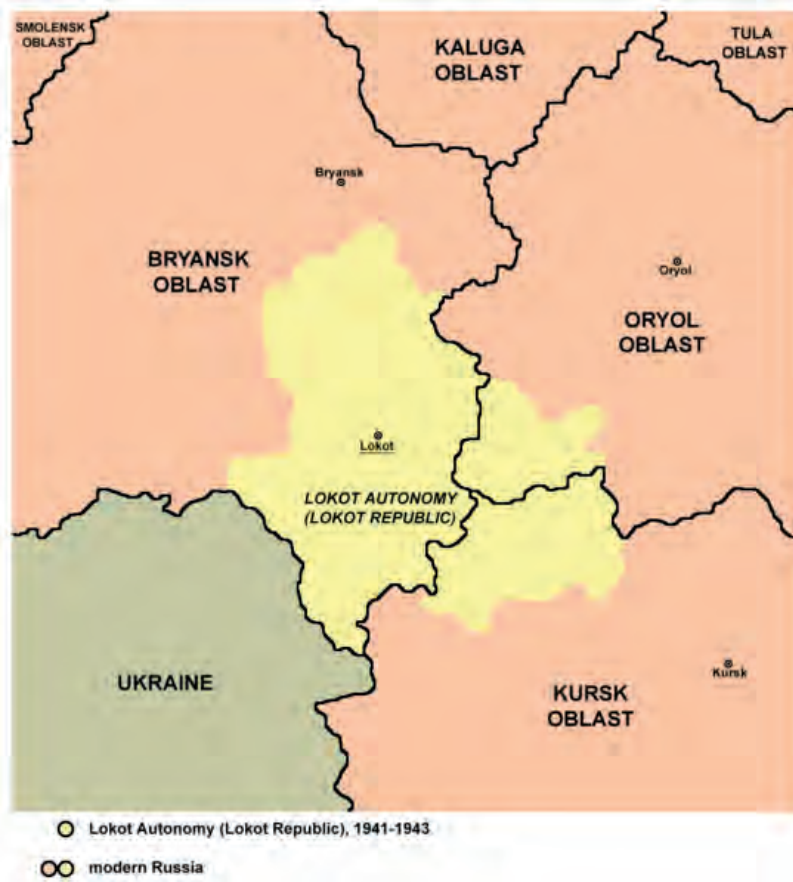 SMOLENSK
OBLAST
KALUGA
OBLAST
TULA
OBLAST
Bryansk
BRYANSK
OBLAST
Oryol
ORYOL
OBLAST
Lokot
LOKOT AUTONOMY
(LOKOT REPUBLIC)
UKRAINE
Kursk
KURSK
OBLAST
Lokot Autonomy (Lokot Republic), 1941-1943
modern Russia